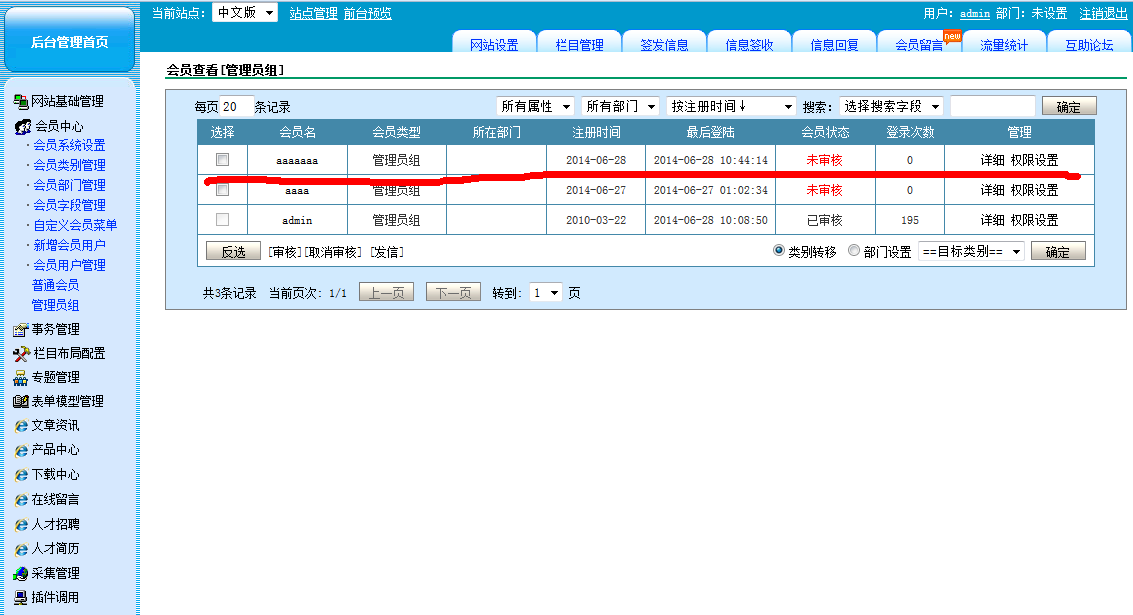 当前站点： 中文版 站点管理 前台预览 用户： admin 部门： 未设置 注销退出
后台管理首页
网站设置 栏目管理 签发信息 信息签收 信息回复 会员留言 new 流量统计 互助论坛
会员查看[管理员组]
每页 20 条记录 所有属性 所有部门 按注册时间↓ 搜索： 选择搜索字段 确定
选择 会员名 会员类型 所在部门 注册时间 最后登陆 会员状态 登录次数 管理
aaaaaaa 管理员组 2014-06-28 2014-06-28 10:44:14 未审核 0 详细 权限设置
aaaa 管理员组 2014-06-27 2014-06-27 01:02:34 未审核 0 详细 权限设置
admin 管理员组 2010-03-22 2014-06-28 10:08:50 已审核 195 详细 权限设置
反选 [审核][取消审核] [发信] 类别转移 部门设置 ==目标类别== 确定
共3条记录 当前页次：1/1 上一页 下一页 转到： 1 页
网站基础管理
会员中心
·会员系统设置
·会员类别管理
·会员部门管理
·会员字段管理
·自定义会员菜单
·新增会员用户
·会员用户管理
普通会员
管理员组
事务管理
栏目布局配置
专题管理
表单模型管理
文章资讯
产品中心
下载中心
在线留言
人才招聘
人才简历
采集管理
插件调用